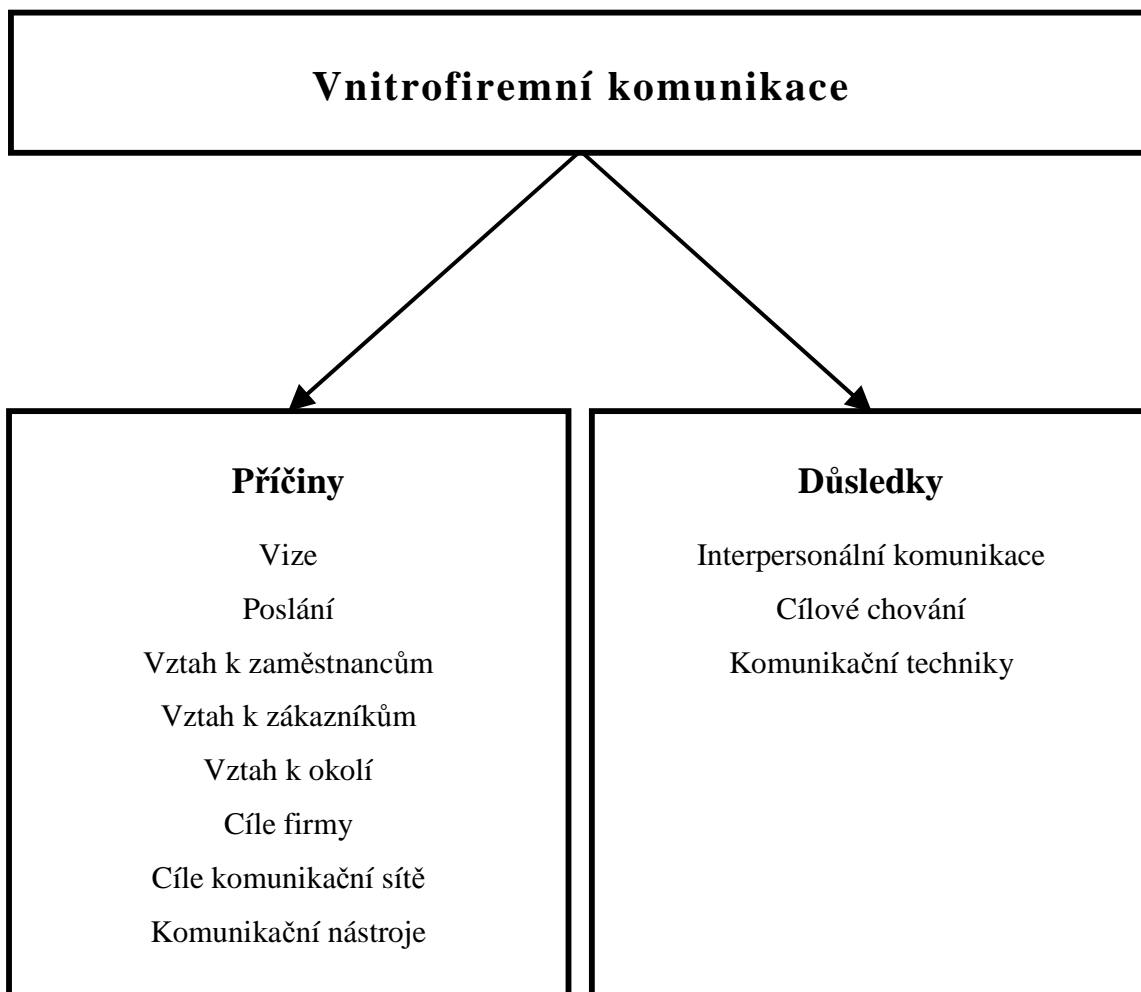 Vnitrofiremní komunikace
Příčiny
Vize
Poslání
Vztah k zaměstnancům
Vztah k zákazníkům
Vztah k okolí
Cíle firmy
Cíle komunikační sítě
Komunikační nástroje
Důsledky
Interpersonální komunikace
Cílové chování
Komunikační techniky